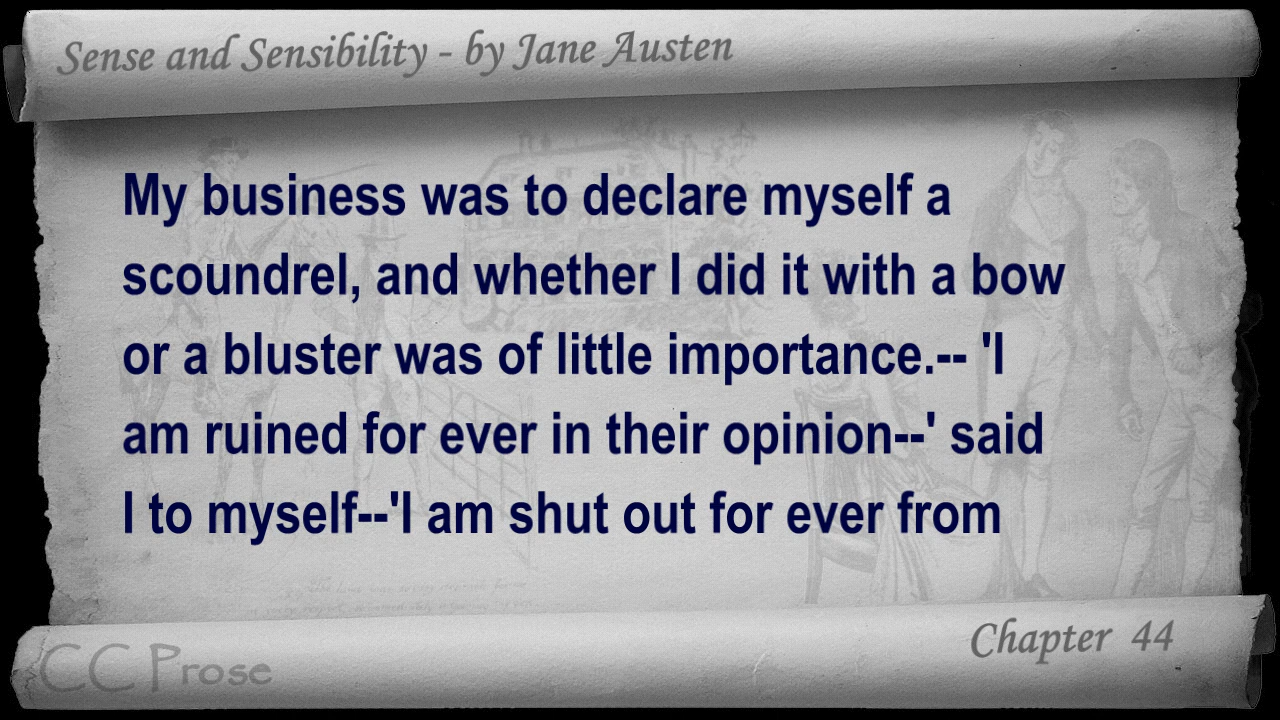 Sense and Sensibility - by Jane Austen
My business was to declare myself a
scoundrel, and whether I did it with a bow
or a bluster was of little importance.-- 'I
am ruined for ever in their opinion--' said
I to myself--'I am shut out for ever from
Chapter 44
CC Prose